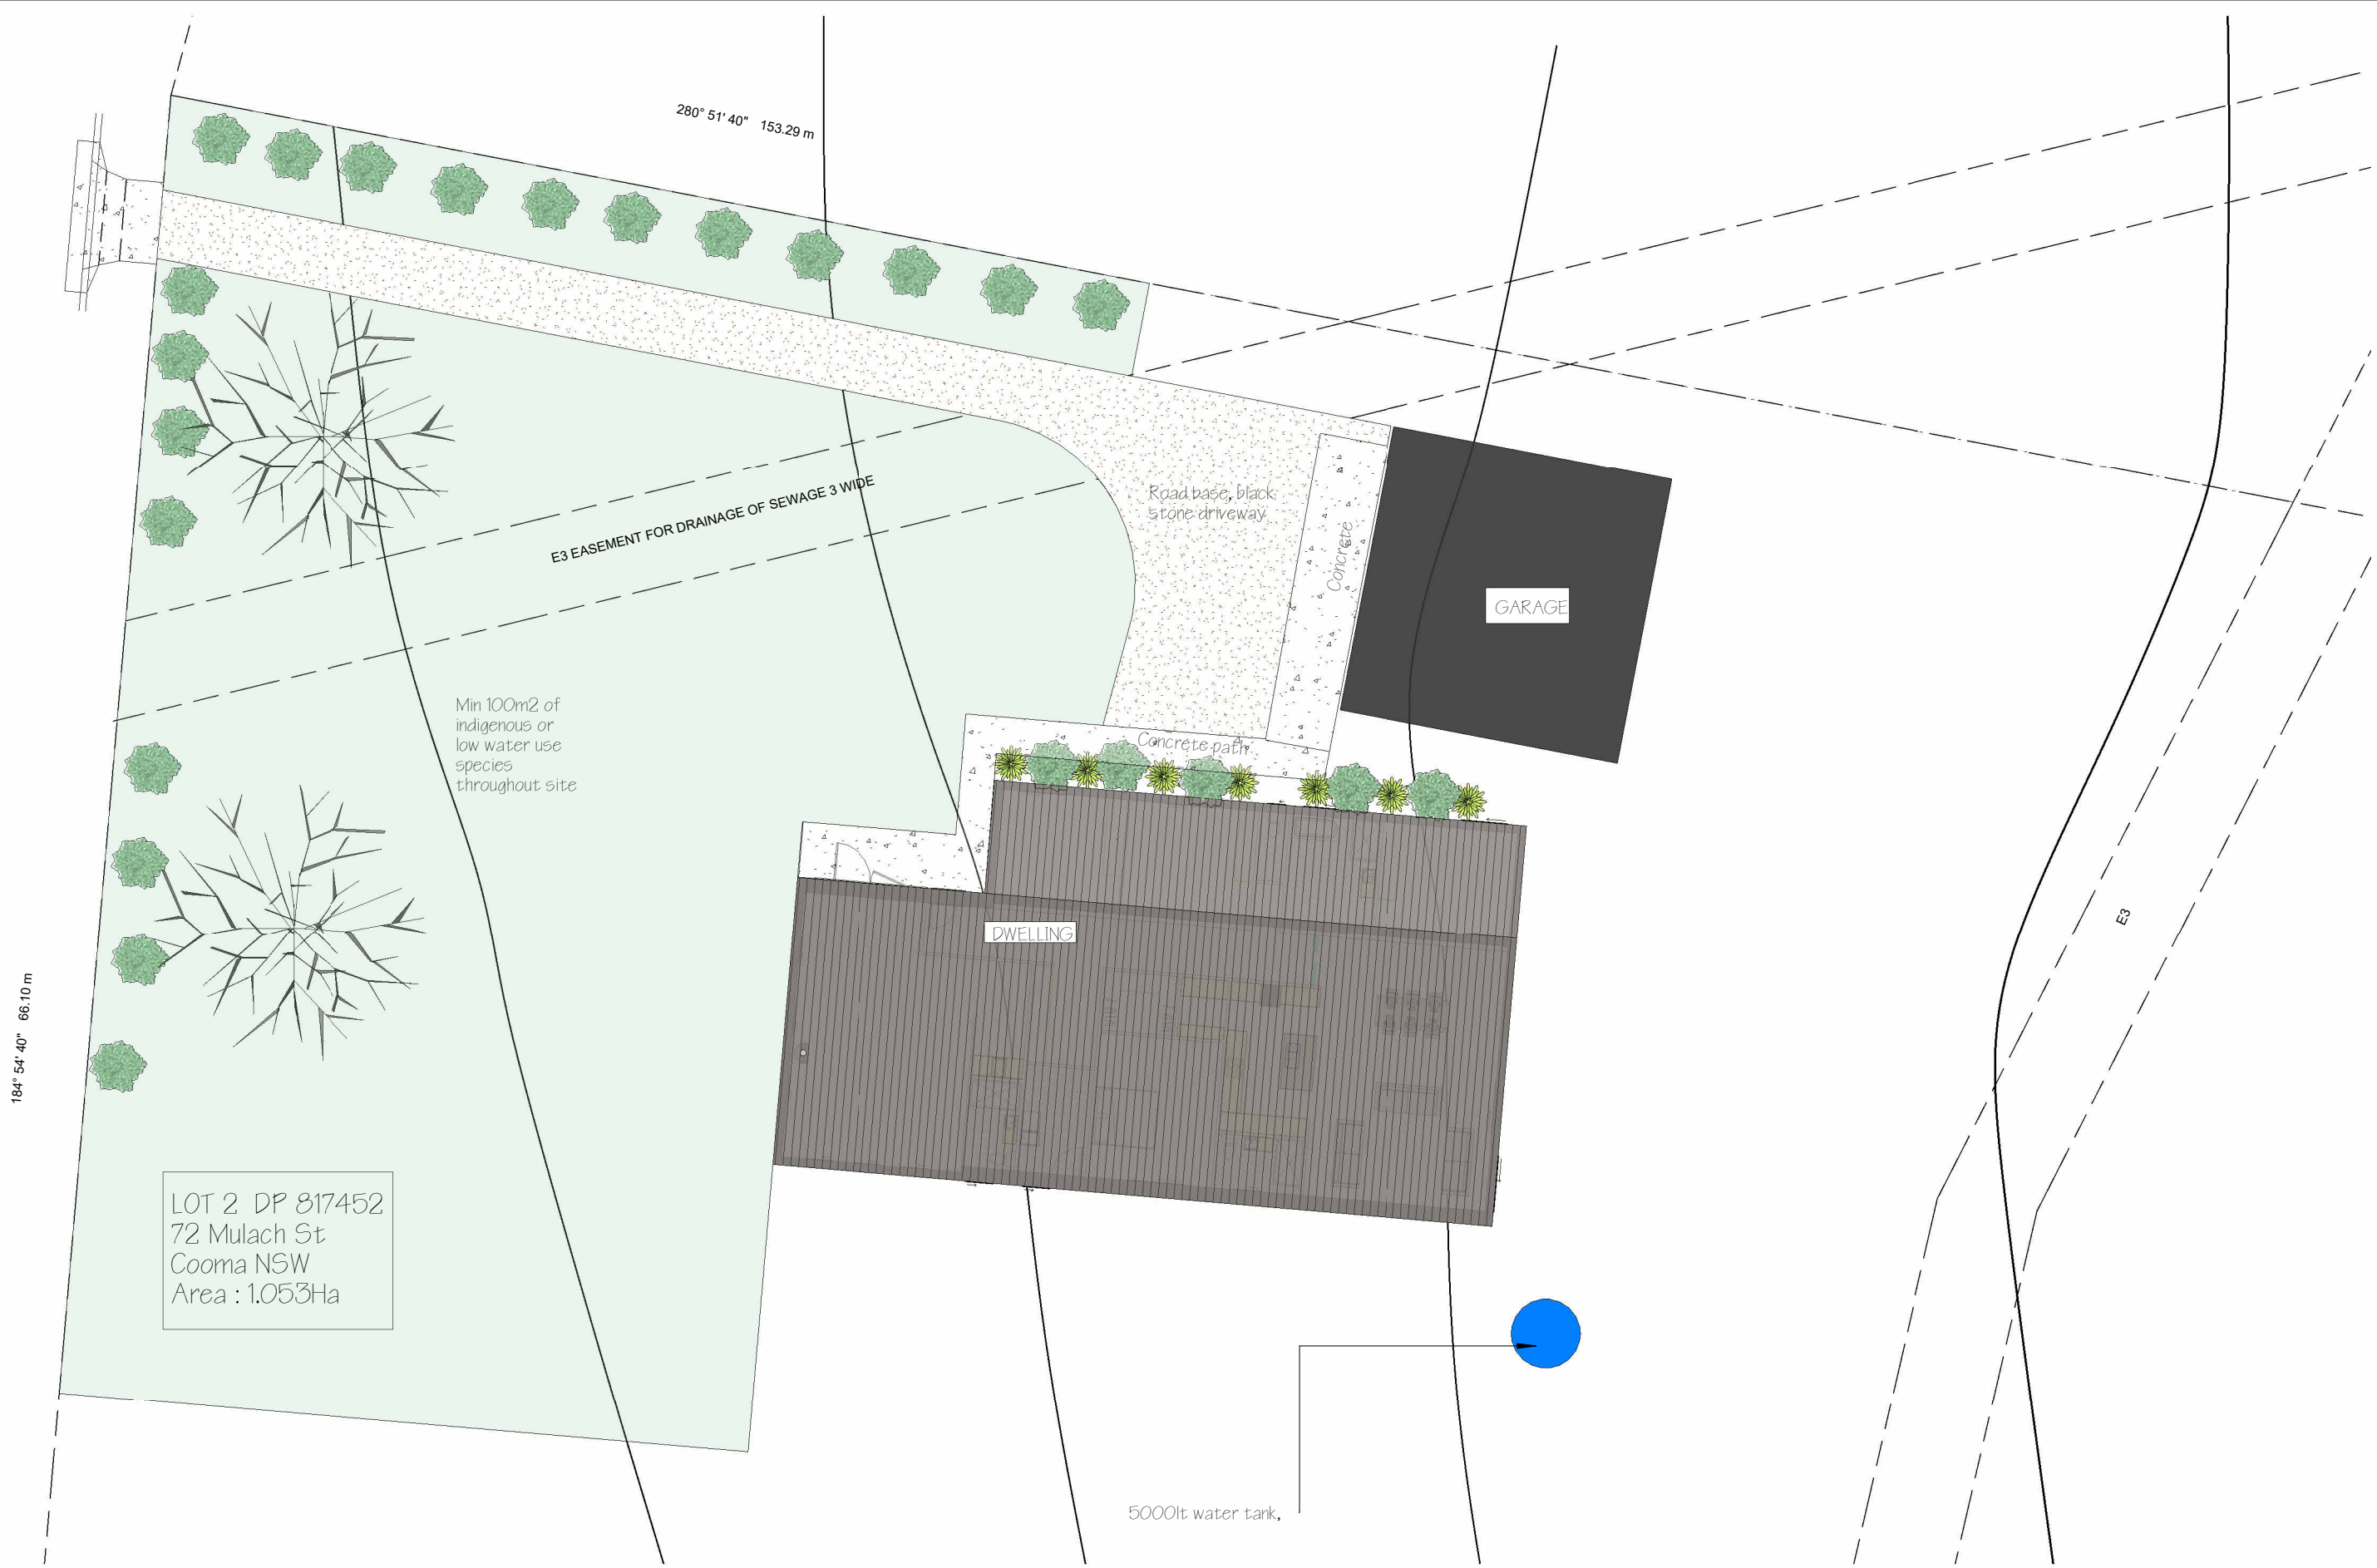 280° 51' 40"   153.29 m
Road base, black
stone driveway
Concrete
E3 EASEMENT FOR DRAINAGE OF SEWAGE 3 WIDE
GARAGE
Min 100m2 of
indigenous or
low water use
species
throughout site
Concrete path
DWELLING
E3
184° 54' 40"   66.10 m
LOT 2  DP 817452
72 Mulach St
Cooma NSW
Area : 1.053Ha
5000lt water tank,